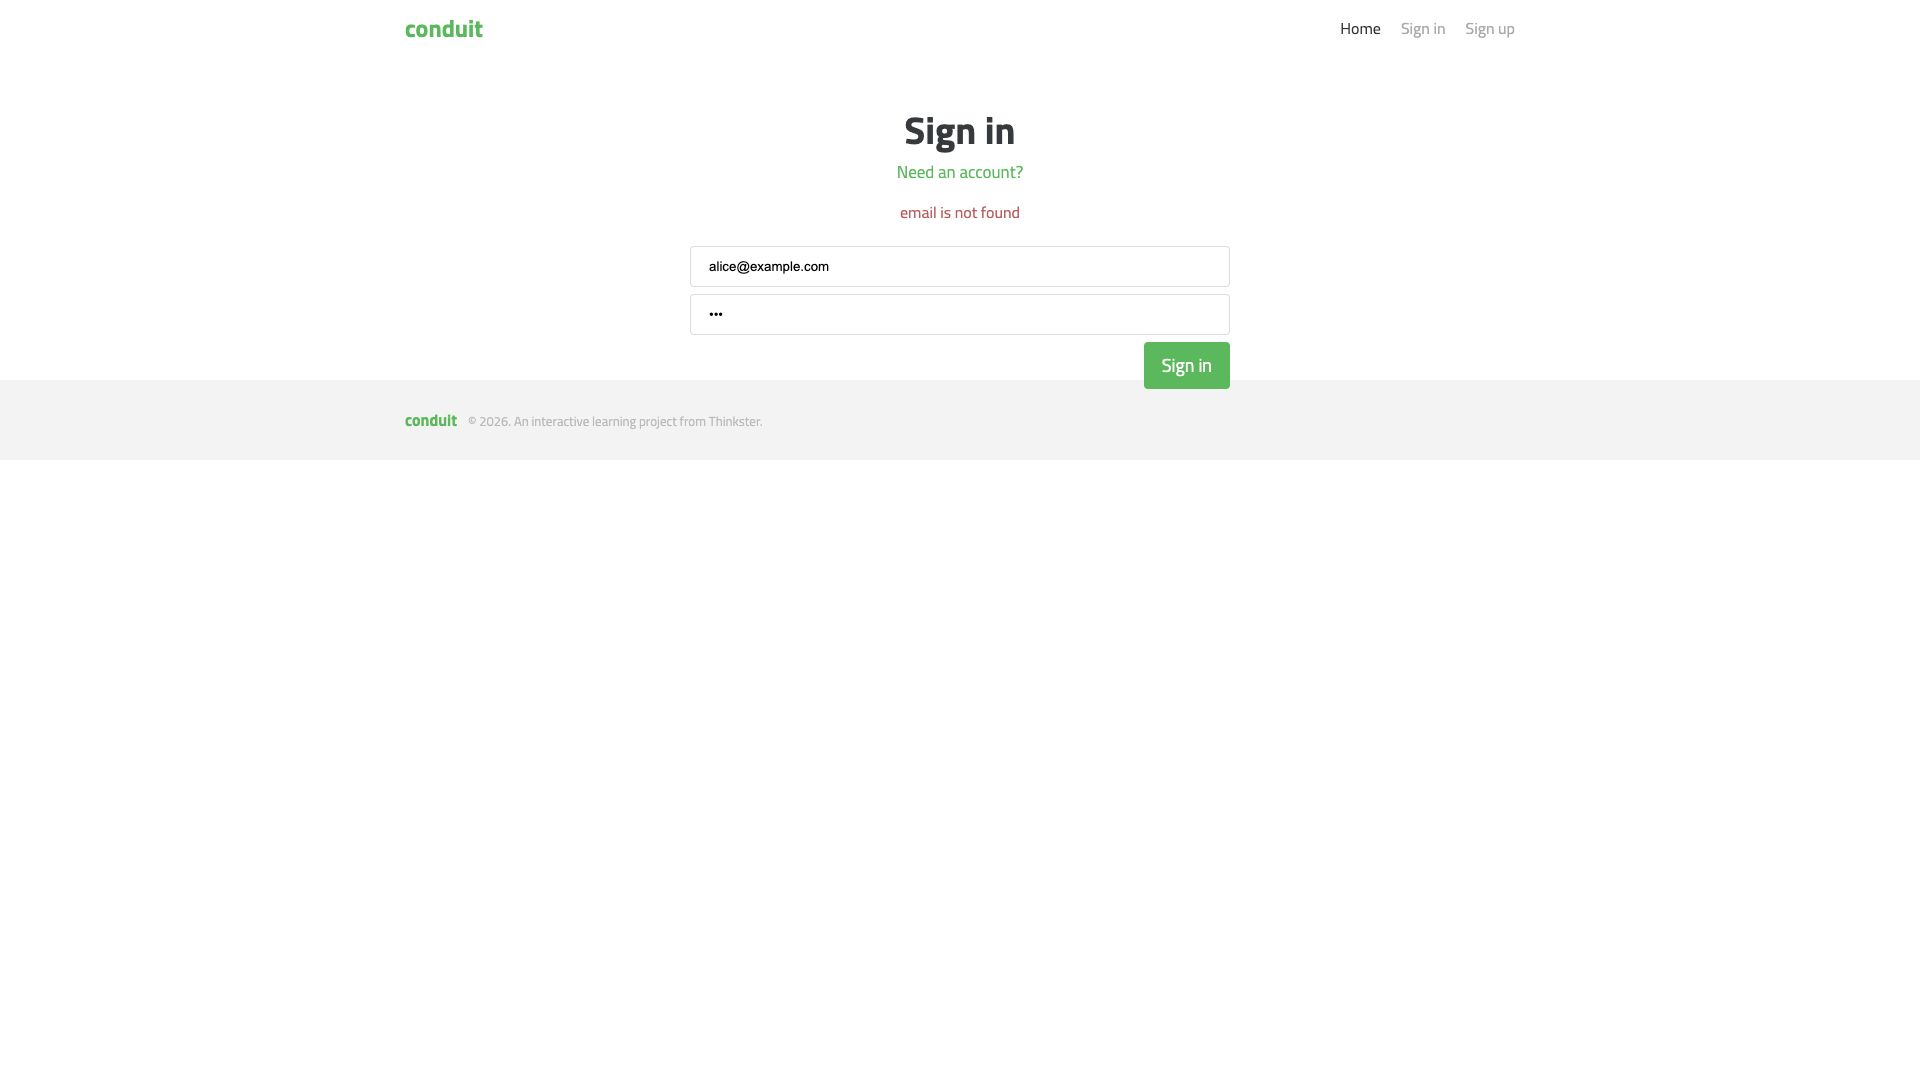 conduit
Home Sign in Sign up
Sign in
Need an account?
email is not found
alice@example.com
•••
Sign in
conduit © 2026. An interactive learning project from Thinkster.